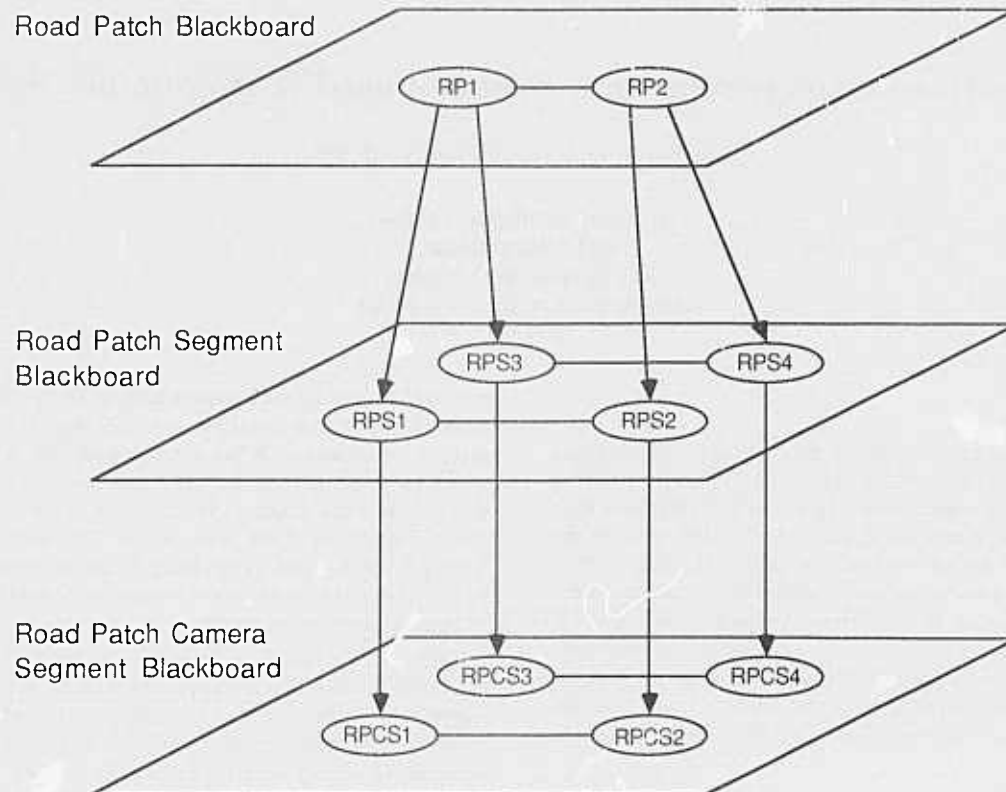 Road Patch Blackboard
RP1
RP2
Road Patch Segment
Blackboard
RPS3
RPS4
RPS1
RPS2
Road Patch Camera
Segment Blackboard
RPCS3
RPCS4
RPCS1
RPCS2